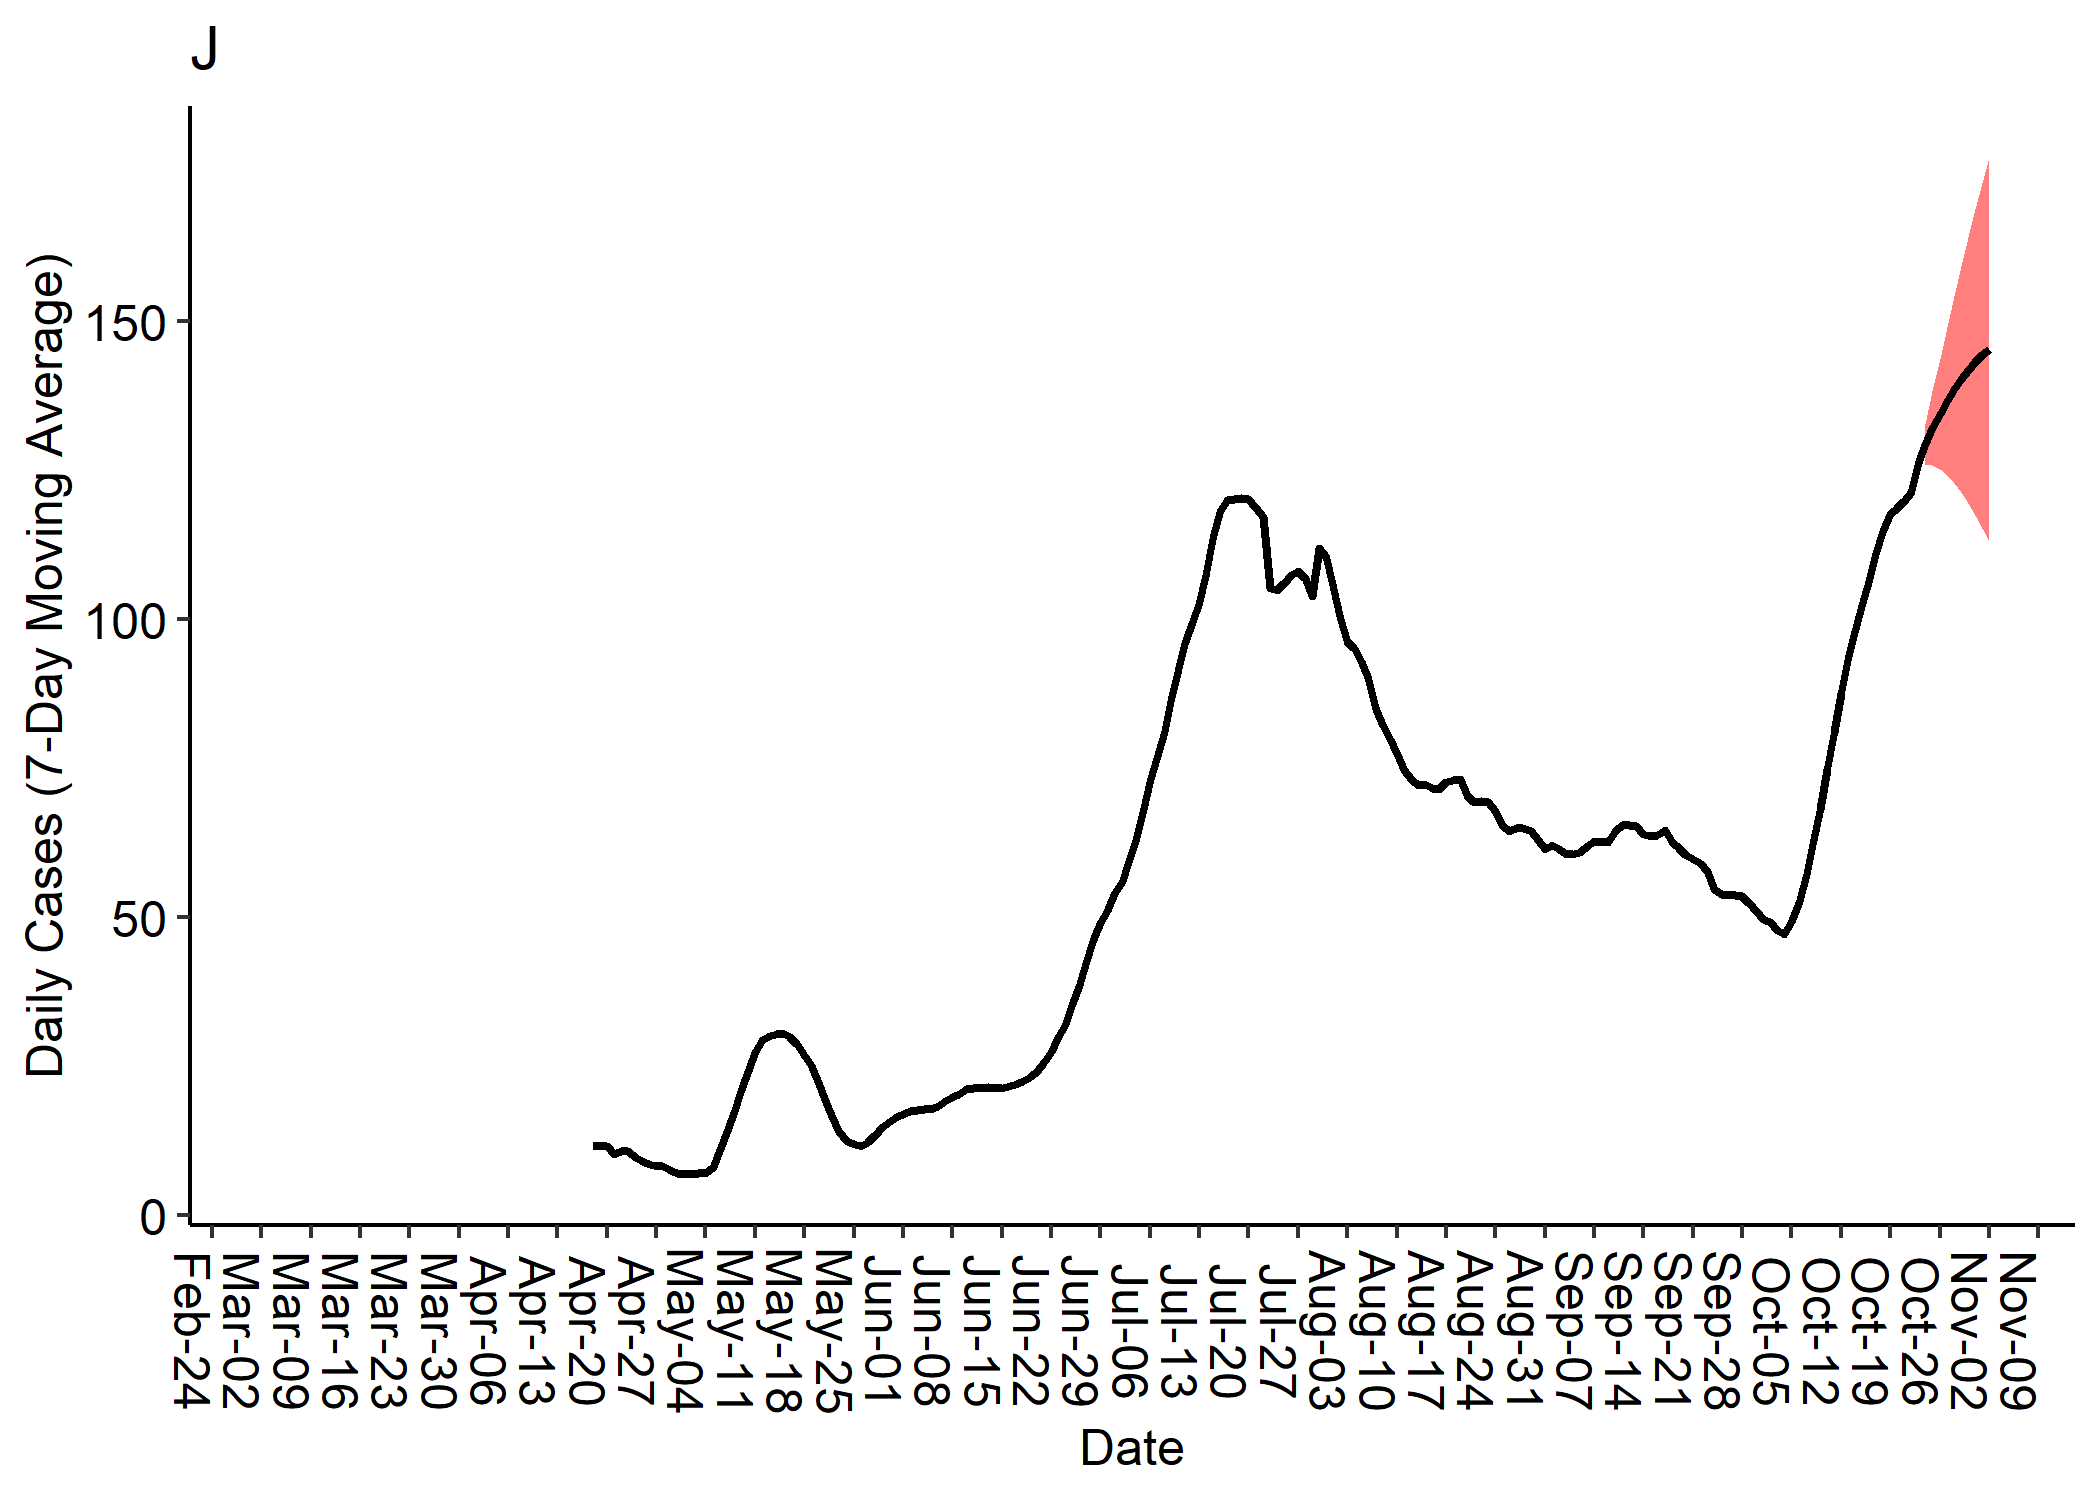 J
Daily Cases (7-Day Moving Average)
150
100
50
0
Feb-24
Mar-02
Mar-09
Mar-16
Mar-23
Mar-30
Apr-06
Apr-13
Apr-20
Apr-27
May-04
May-11
May-18
May-25
Jun-01
Jun-08
Jun-15
Jun-22
Jun-29
Jul-06
Jul-13
Jul-20
Jul-27
Aug-03
Aug-10
Aug-17
Aug-24
Aug-31
Sep-07
Sep-14
Sep-21
Sep-28
Oct-05
Oct-12
Oct-19
Oct-26
Nov-02
Nov-09
Date